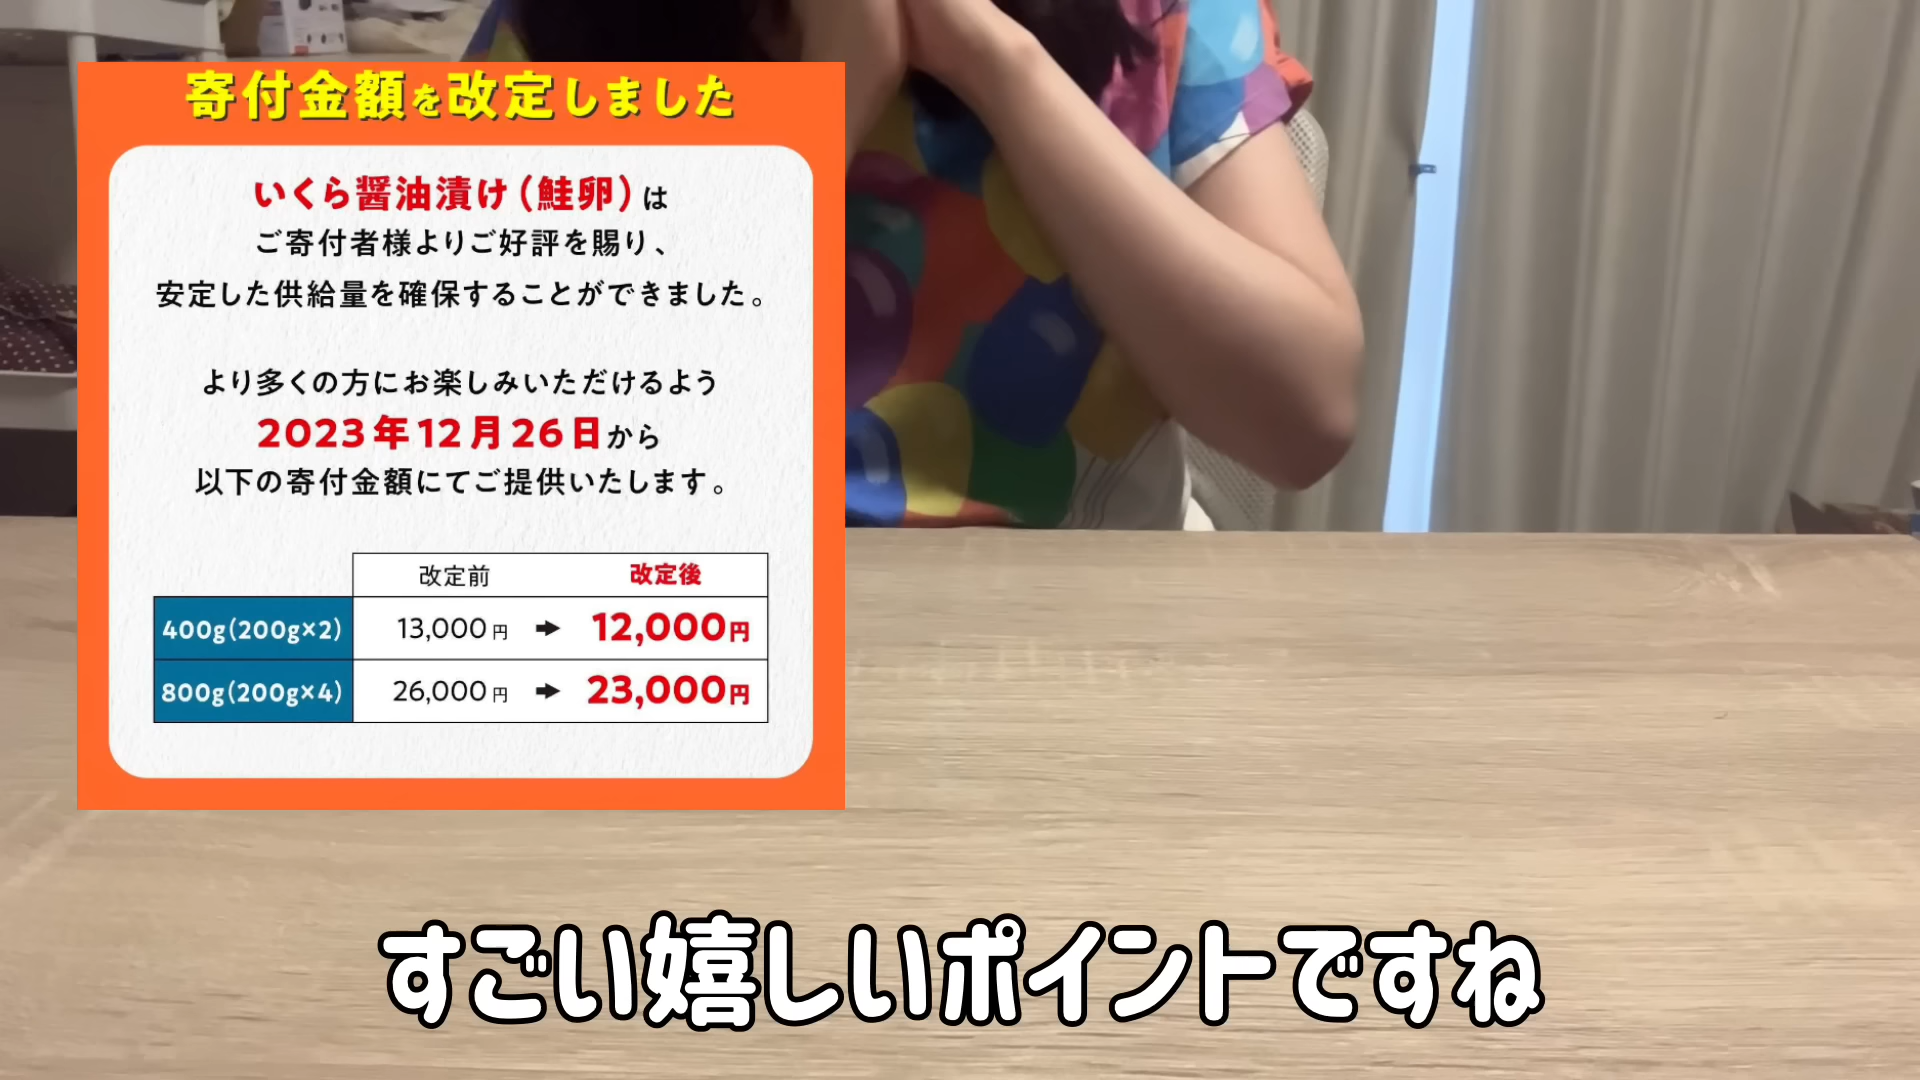 寄付金額を改定しました
いくら醤油漬け（鮭卵）は
ご寄付者様よりご好評を賜り、
安定した供給量を確保することができました。
より多くの方にお楽しみいただけるよう
2023年12月26日から
以下の寄付金額にてご提供いたします。
改定前 改定後
400g(200g×2) 13,000円 ➡ 12,000円
800g(200g×4) 26,000円 ➡ 23,000円
すごい嬉しいポイントですね